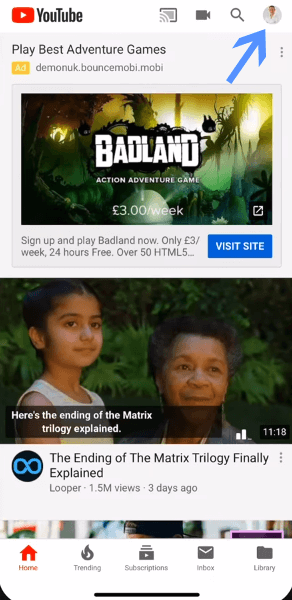 YouTube
Play Best Adventure Games
Ad demonuk.bouncemobi.mobi
BADLAND
ACTION ADVENTURE GAME
£3.00/week
Sign up and play Badland now. Only £3/
week, 24 hours Free. Over 50 HTML5...
VISIT SITE
Here's the ending of the Matrix
trilogy explained.
11:18
The Ending of The Matrix Trilogy Finally
Explained
Looper · 1.5M views · 3 days ago
Home Trending Subscriptions Inbox Library